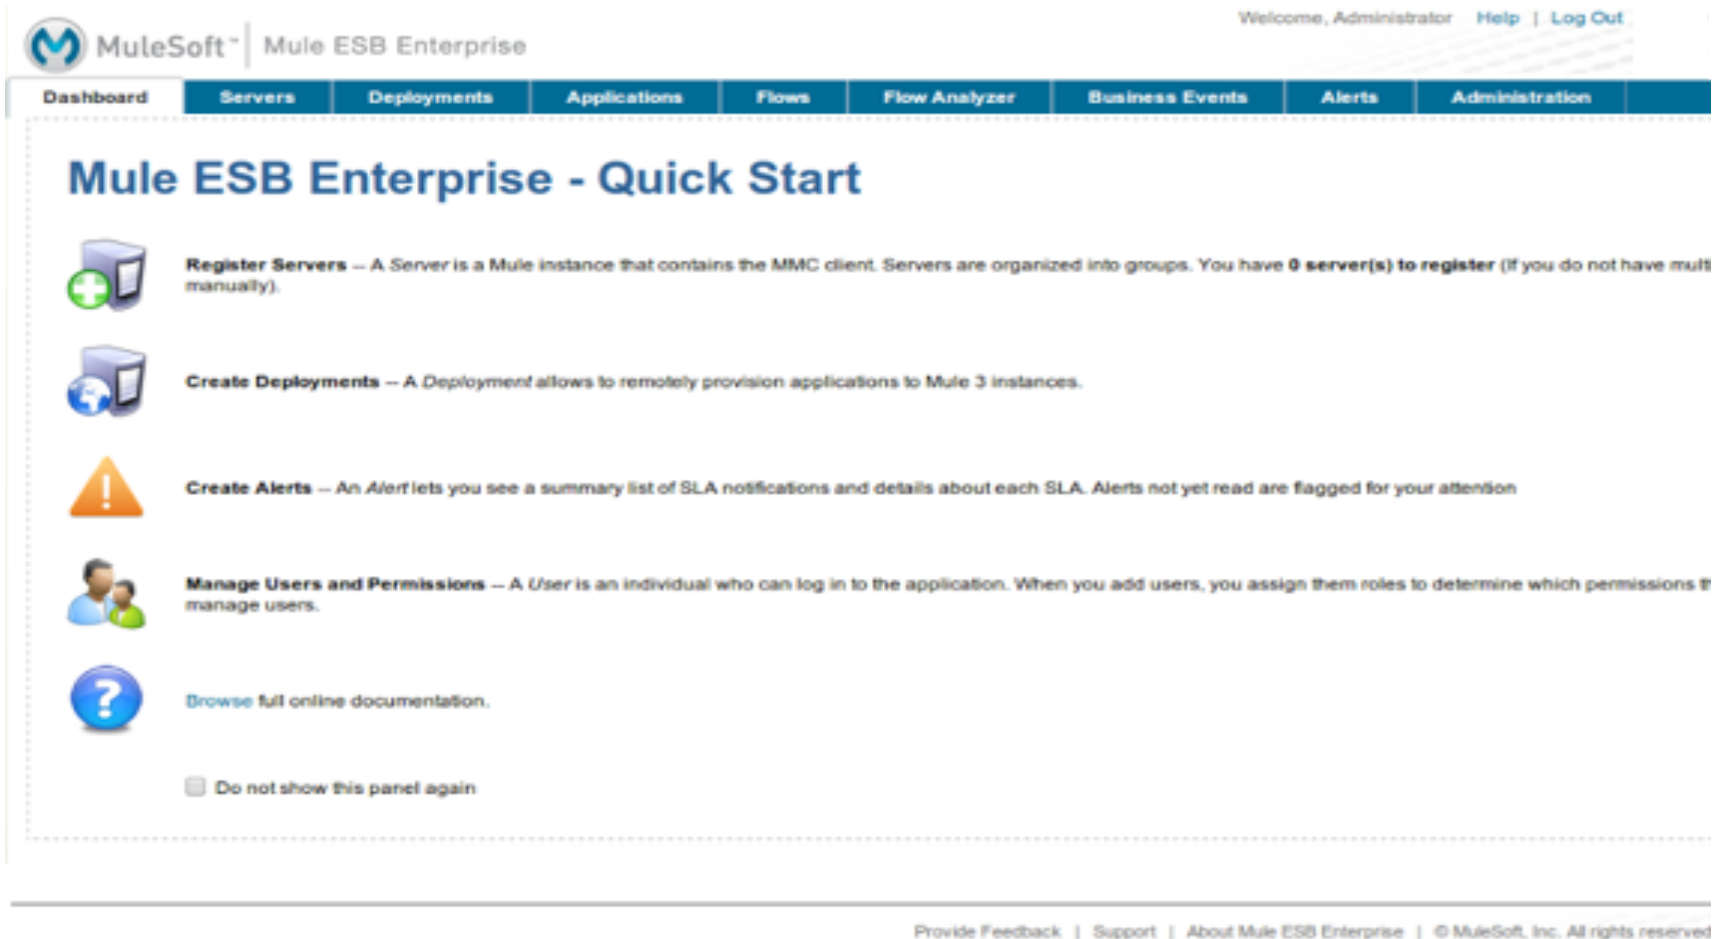 MuleSoft™ | Mule ESB Enterprise
Welcome, Administrator Help | Log Out
Dashboard Servers Deployments Applications Flows Flow Analyzer Business Events Alerts Administration
Mule ESB Enterprise - Quick Start
Register Servers -- A Server is a Mule instance that contains the MMC client. Servers are organized into groups. You have 0 server(s) to register (If you do not have
manually).
Create Deployments -- A Deployment allows to remotely provision applications to Mule 3 instances.
Create Alerts -- An Alert lets you see a summary list of SLA notifications and details about each SLA. Alerts not yet read are flagged for your attention
Manage Users and Permissions -- A User is an individual who can log in to the application. When you add users, you assign them roles to determine which permissions
manage users.
Browse full online documentation.
Do not show this panel again
Provide Feedback | Support | About Mule ESB Enterprise | © MuleSoft, Inc. All rights reserved